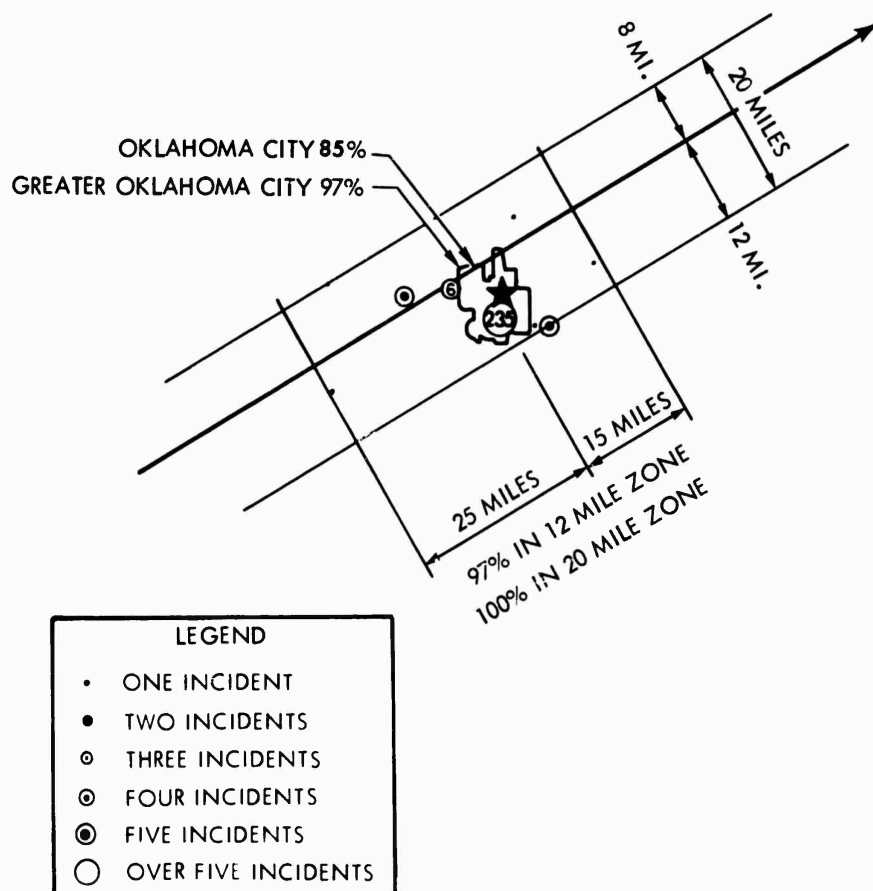 8 MI.
20 MILES
12 MI.
OKLAHOMA CITY 85%
GREATER OKLAHOMA CITY 97%
6
235
15 MILES
25 MILES
97% IN 12 MILE ZONE
100% IN 20 MILE ZONE
LEGEND
ONE INCIDENT
TWO INCIDENTS
THREE INCIDENTS
FOUR INCIDENTS
FIVE INCIDENTS
OVER FIVE INCIDENTS